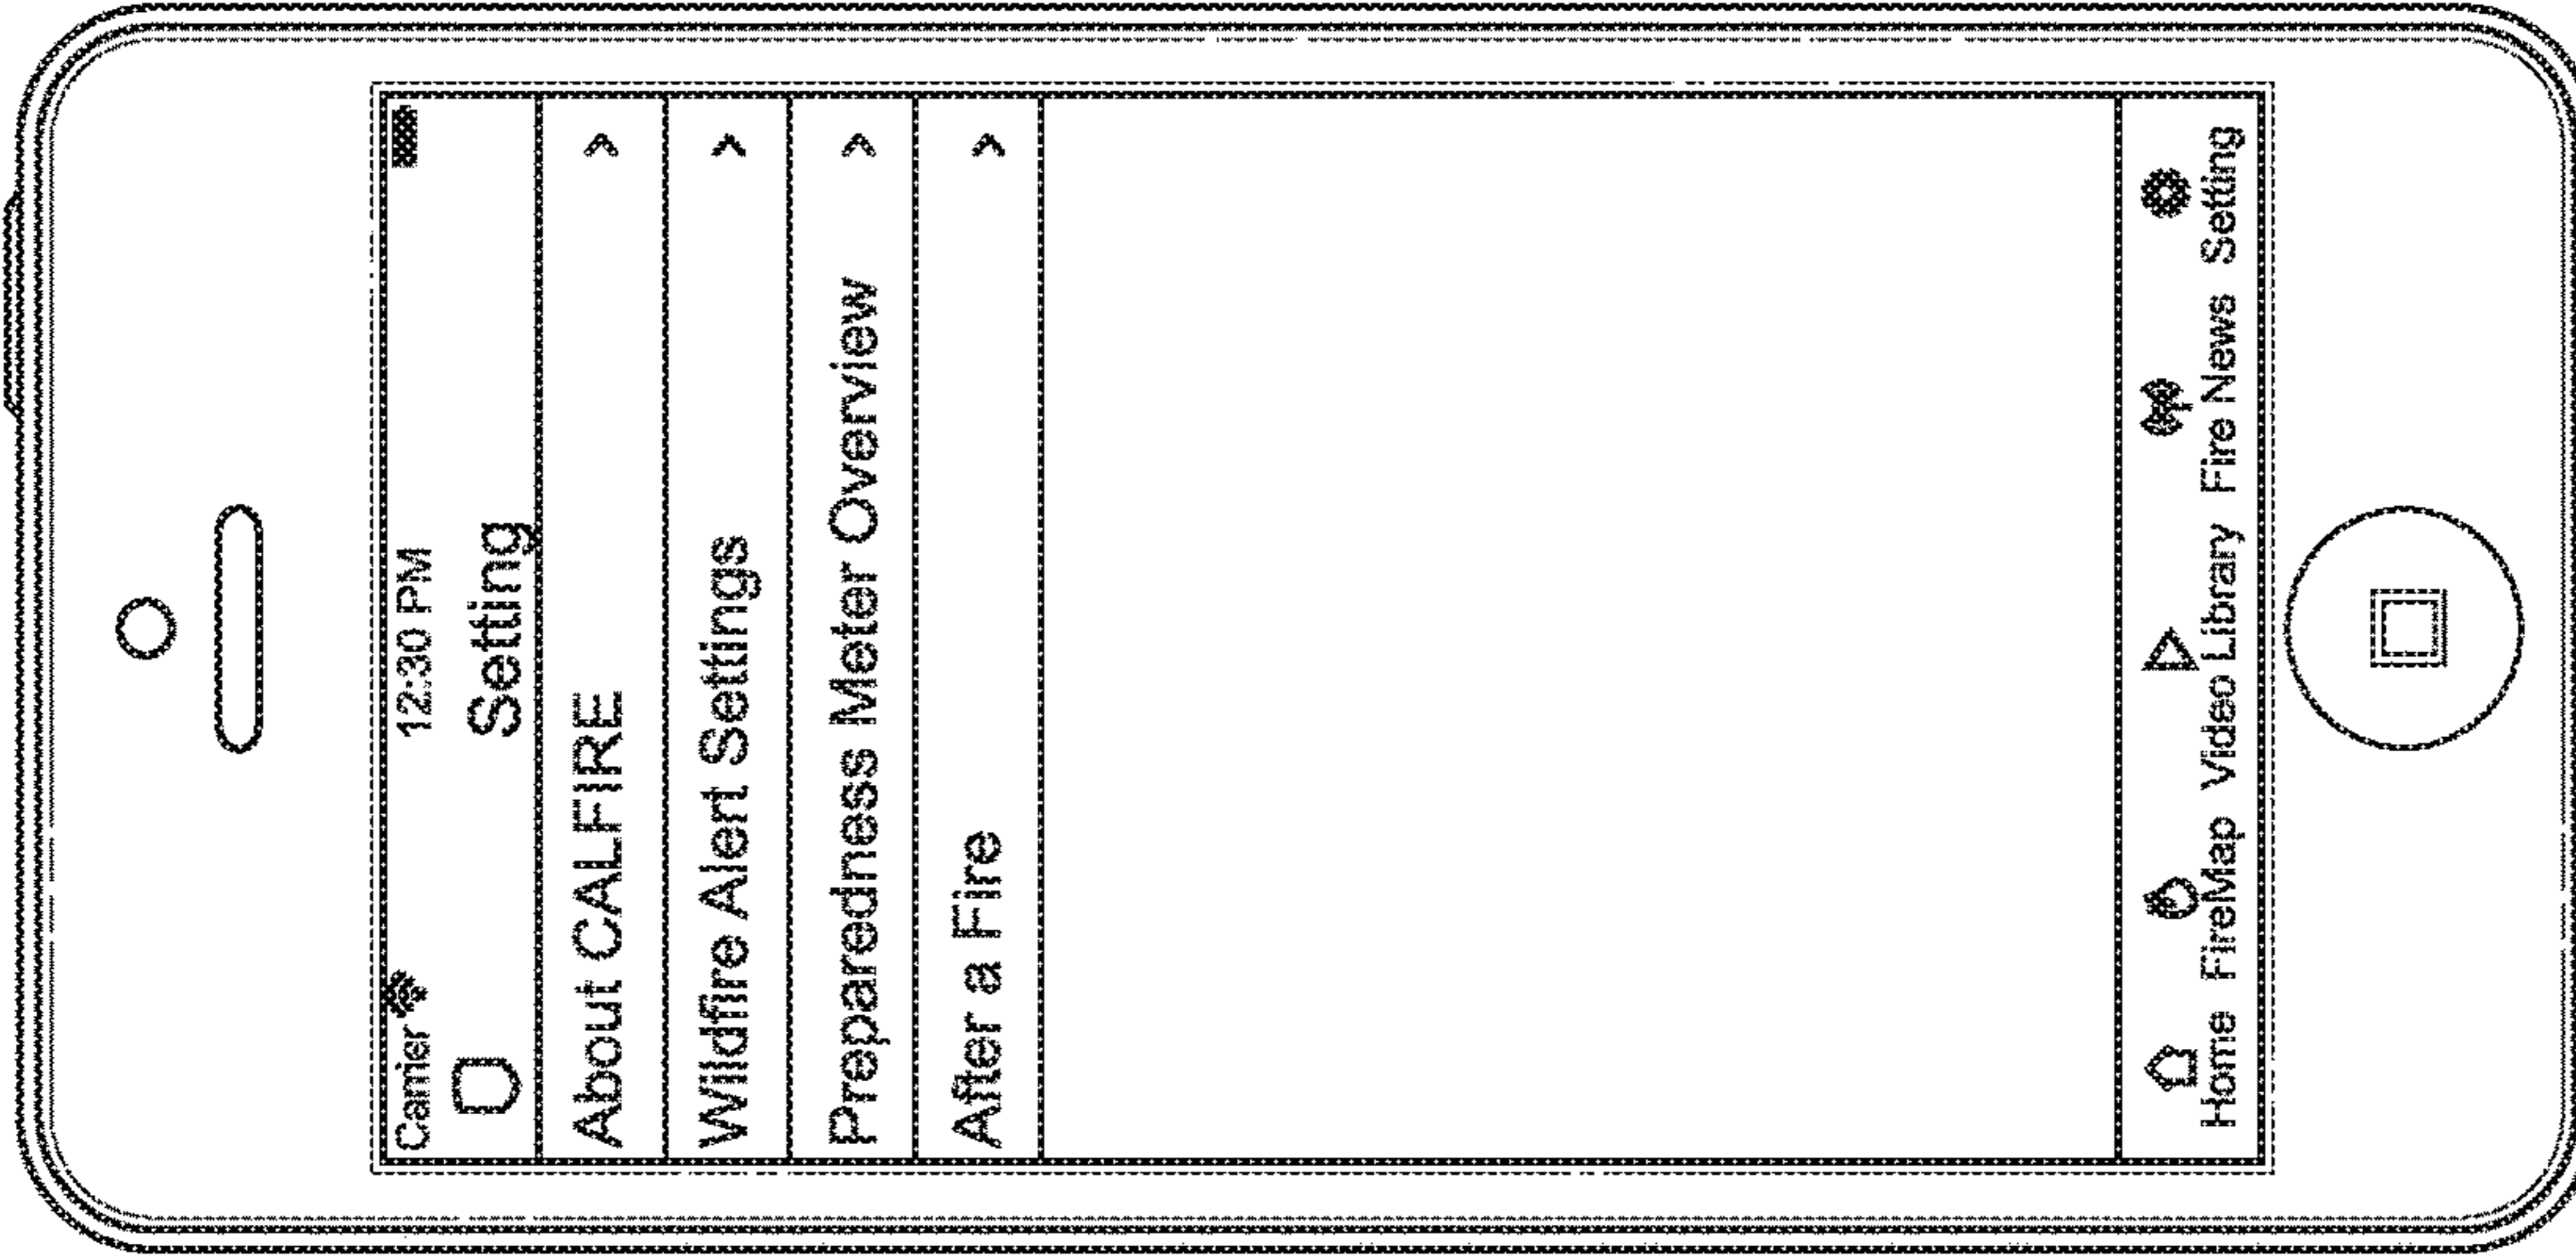 Carrier 12:30 PM
Setting
About CALFIRE >
Wildfire Alert Settings >
Preparedness Meter Overview >
After a Fire >
Home FireMap Video Library Fire News Setting